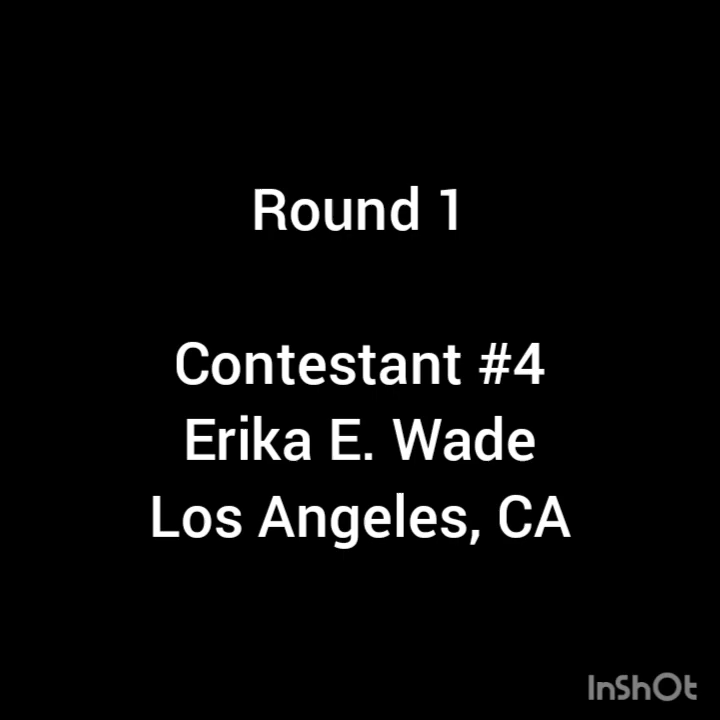 Round 1
Contestant #4
Erika E. Wade
Los Angeles, CA
InShOt